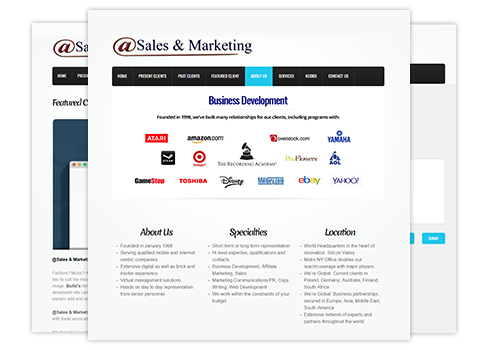 @Sales & Marketing
HOME PRESENT CLIENTS PAST CLIENTS FEATURED CLIENT ABOUT US SERVICES KUDOS CONTACT US
Business Development
Founded in 1998, we've built many relationships for our clients, including programs with:
ATARI amazon.com overstock.com YAMAHA
STEAM TARGET THE RECORDING ACADEMY ProFlowers
GameStop TOSHIBA Disney Military.com ebay YAHOO!
About Us
Founded in January 1998
Serving qualified mobile and internet centric companies
Extensive digital as well as brick and mortar experience
Virtual management solutions
Hands on day to day representation from senior personnel
Specialties
Short term or long term representation
Hi level expertise, qualifications and contacts
Business Development, Affiliate Marketing, Sales
Marketing Communications/PR, Copy Writing, Web Development
We work within the constraints of your budget
Location
World Headquarters in the heart of innovation: Silicon Valley
Metro NY Office doubles our reach/coverage with major players
We're Global: Current clients in Poland, Germany, Australia, Finland, South Africa
We're Global: Business partnerships secured in Europe, Asia, Middle East, South America
Extensive network of experts and partners throughout the world
@Sa
HOME PRESEN
Featured C
@Sales & Market
SUBMIT